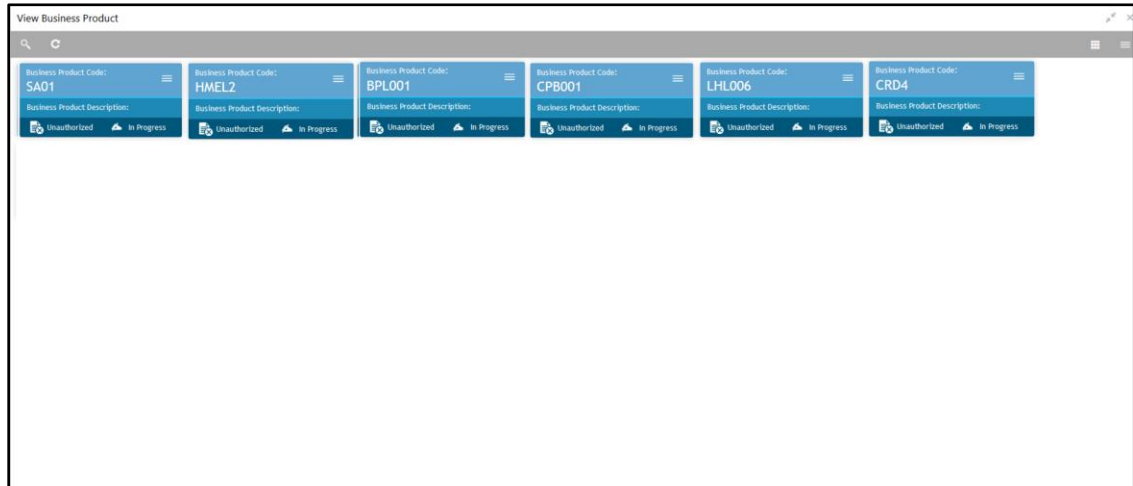 View Business Product
Business Product Code:
SA01
Business Product Description:
Unauthorized In Progress
Business Product Code:
HMEL2
Business Product Description:
Unauthorized In Progress
Business Product Code:
BPL001
Business Product Description:
Unauthorized In Progress
Business Product Code:
CPB001
Business Product Description:
Unauthorized In Progress
Business Product Code:
LHL006
Business Product Description:
Unauthorized In Progress
Business Product Code:
CRD4
Business Product Description:
Unauthorized In Progress